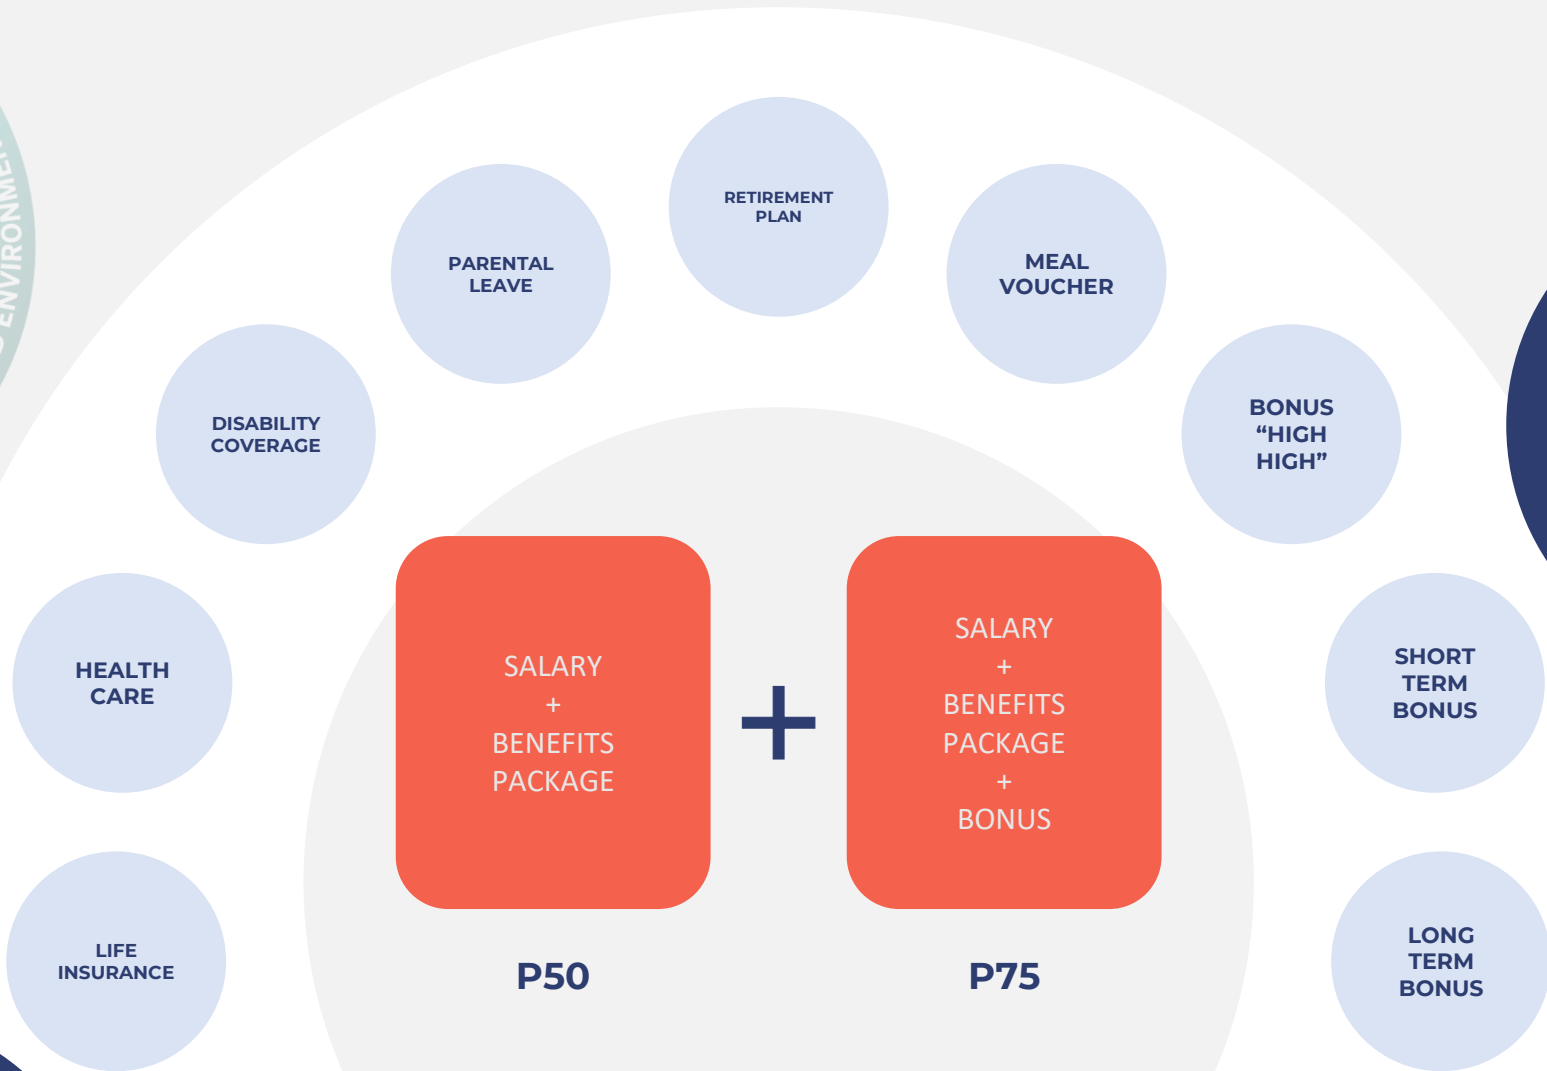 RETIREMENT
PLAN
PARENTAL
LEAVE
MEAL
VOUCHER
DISABILITY
COVERAGE
BONUS
“HIGH
HIGH”
HEALTH
CARE
SHORT
TERM
BONUS
LIFE
INSURANCE
LONG
TERM
BONUS
SALARY
+
BENEFITS
PACKAGE
+
SALARY
+
BENEFITS
PACKAGE
+
BONUS
P50
P75